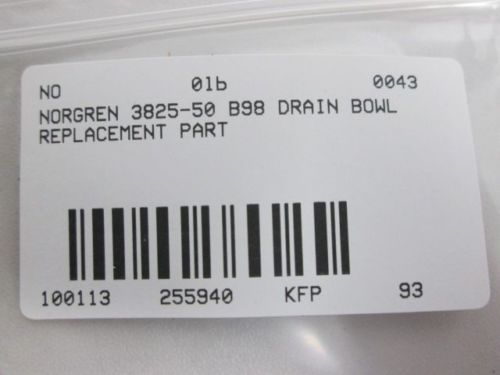 NO 01b 0043
NORGREN 3825-50 B98 DRAIN BOWL
REPLACEMENT PART
100113 255940 KFP 93